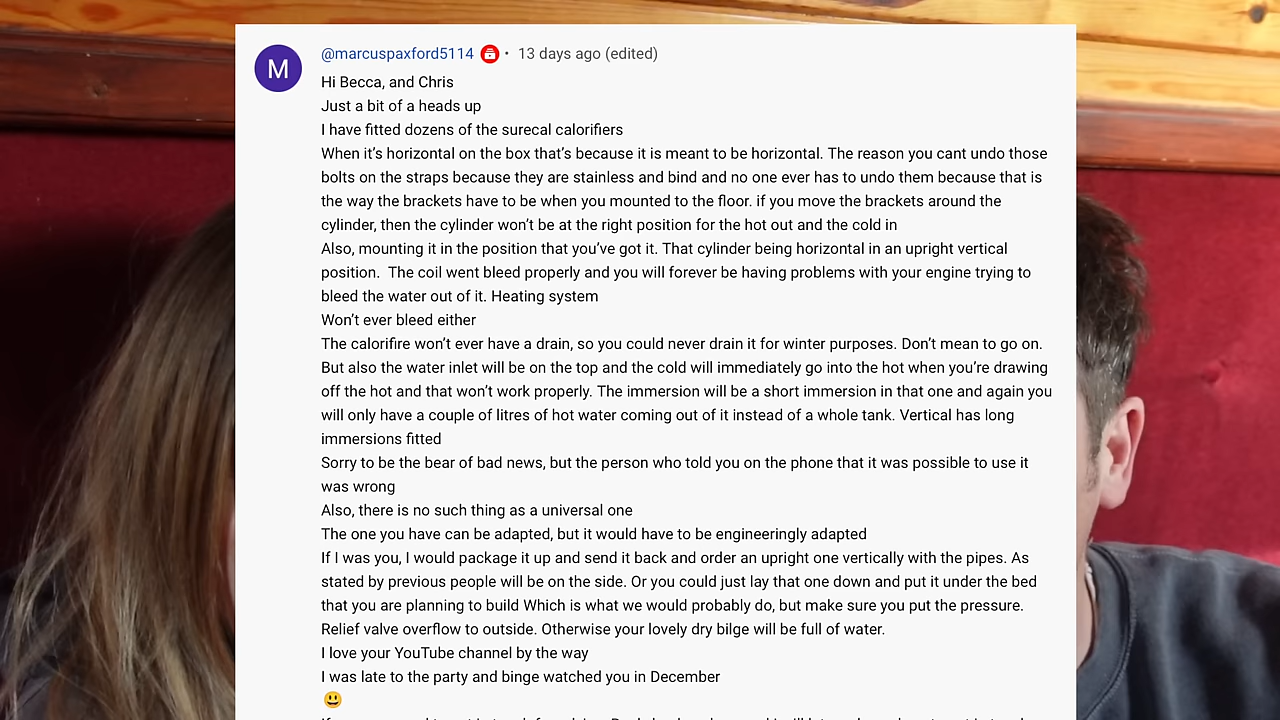 M
@marcuspaxford5114 • 13 days ago (edited)
Hi Becca, and Chris
Just a bit of a heads up
I have fitted dozens of the surecal calorifiers
When it's horizontal on the box that's because it is meant to be horizontal. The reason you cant undo those
bolts on the straps because they are stainless and bind and no one ever has to undo them because that is
the way the brackets have to be when you mounted to the floor. if you move the brackets around the
cylinder, then the cylinder won't be at the right position for the hot out and the cold in
Also, mounting it in the position that you've got it. That cylinder being horizontal in an upright vertical
position.  The coil went bleed properly and you will forever be having problems with your engine trying to
bleed the water out of it. Heating system
Won't ever bleed either
The calorifire won't ever have a drain, so you could never drain it for winter purposes. Don't mean to go on.
But also the water inlet will be on the top and the cold will immediately go into the hot when you're drawing
off the hot and that won't work properly. The immersion will be a short immersion in that one and again you
will only have a couple of litres of hot water coming out of it instead of a whole tank. Vertical has long
immersions fitted
Sorry to be the bear of bad news, but the person who told you on the phone that it was possible to use it
was wrong
Also, there is no such thing as a universal one
The one you have can be adapted, but it would have to be engineeringly adapted
If I was you, I would package it up and send it back and order an upright one vertically with the pipes. As
stated by previous people will be on the side. Or you could just lay that one down and put it under the bed
that you are planning to build Which is what we would probably do, but make sure you put the pressure.
Relief valve overflow to outside. Otherwise your lovely dry bilge will be full of water.
I love your YouTube channel by the way
I was late to the party and binge watched you in December
😃